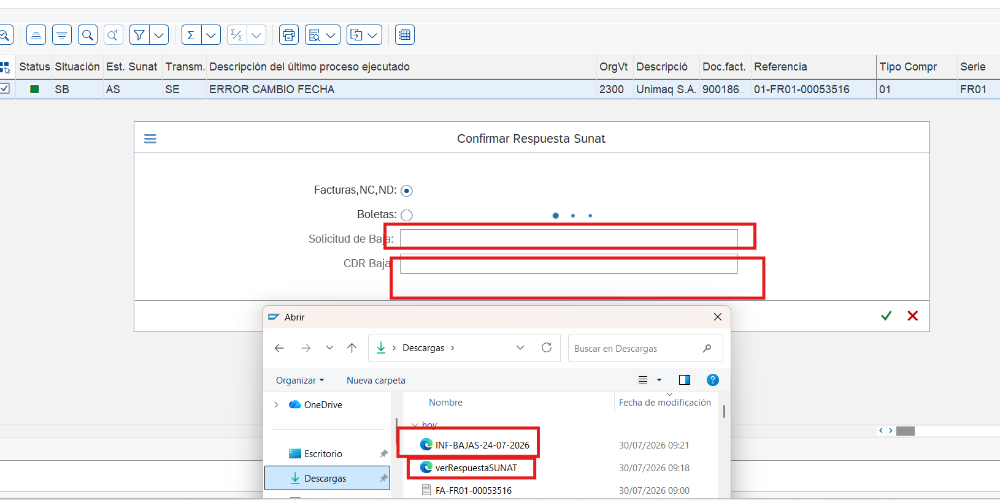 Status Situación Est. Sunat Transm. Descripción del último proceso ejecutado OrgVt Descripció Doc.fact. Referencia Tipo Compr Serie
SB AS SE ERROR CAMBIO FECHA 2300 Unimaq S.A. 900186... 01-FR01-00053516 01 FR01
Confirmar Respuesta Sunat
Facturas,NC,ND:
Boletas:
Solicitud de Baja:
CDR Baja:
Abrir
Descargas
Buscar en Descargas
Organizar Nueva carpeta
OneDrive
Nombre Fecha de modificación
hoy
INF-BAJAS-24-07-2026 30/07/2026 09:21
Escritorio
verRespuestaSUNAT 30/07/2026 09:18
Descargas
FA-FR01-00053516 30/07/2026 09:00